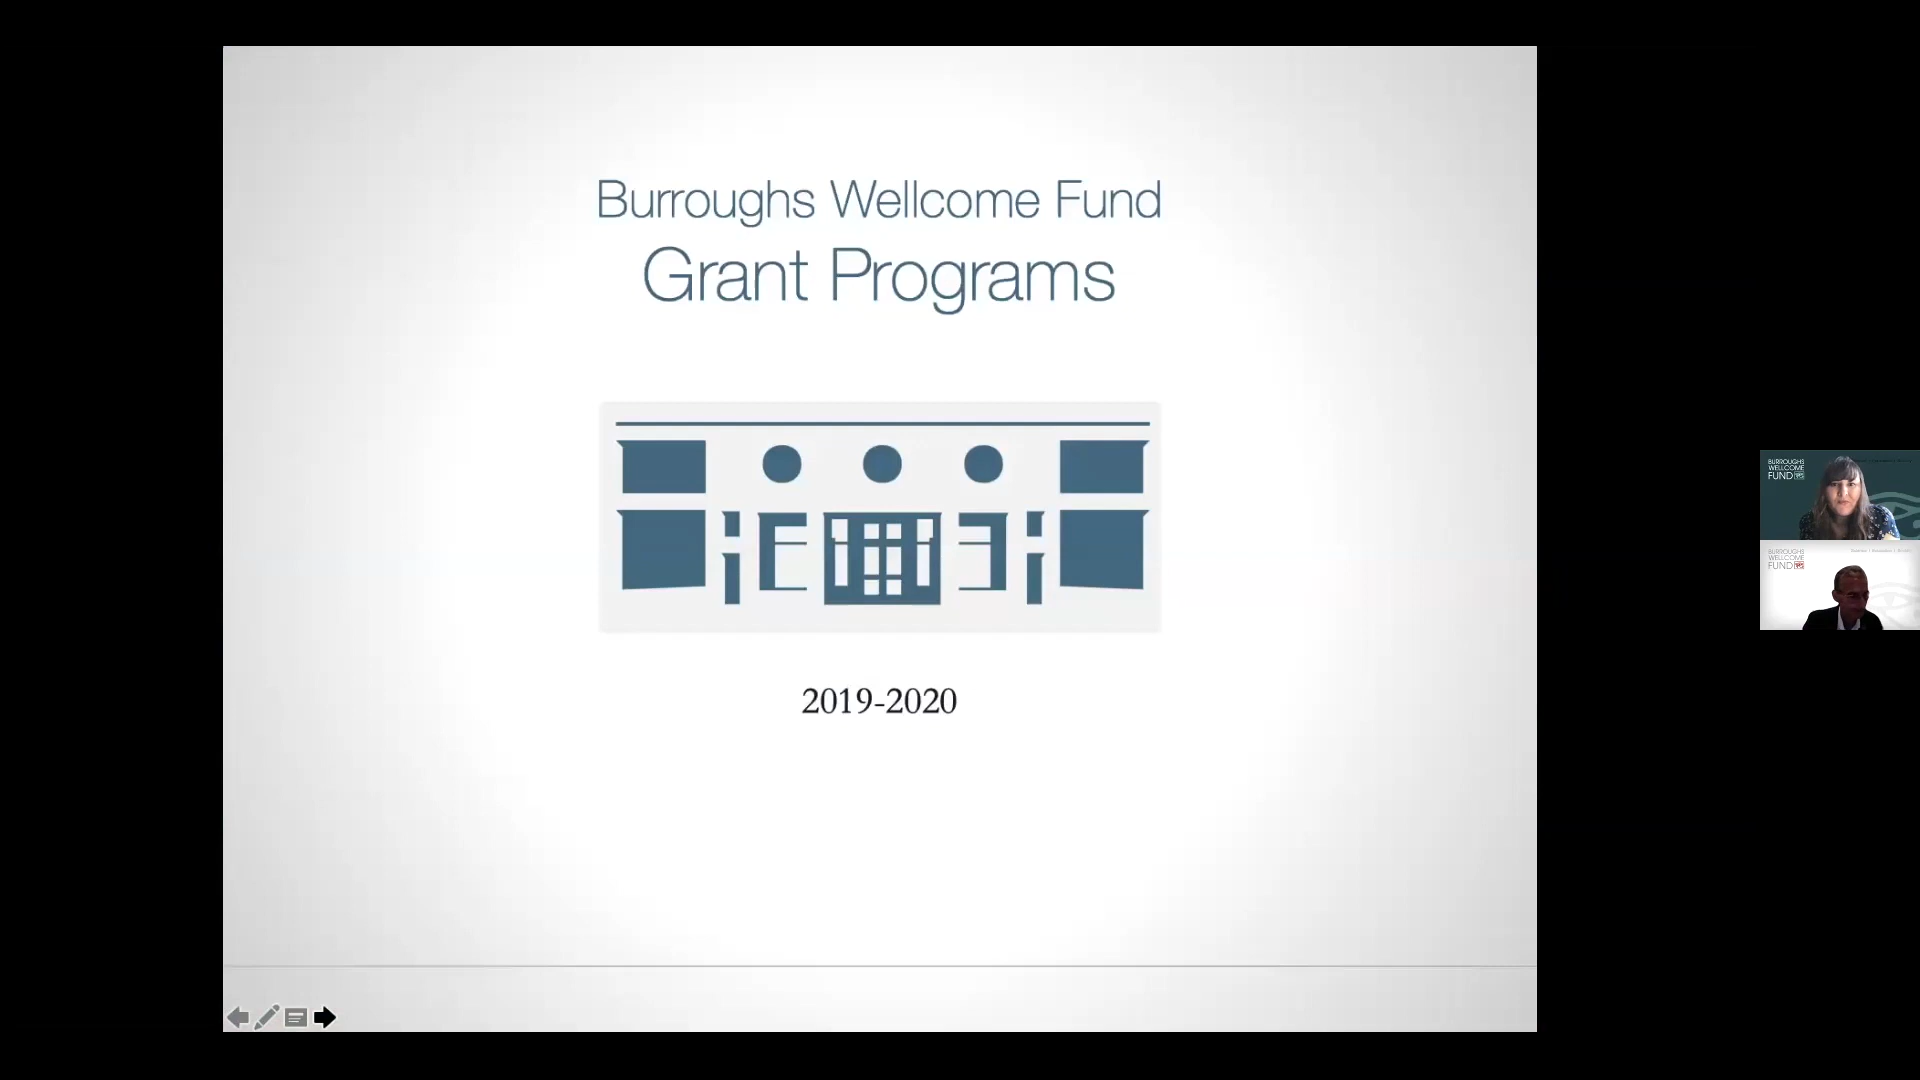 Burroughs Wellcome Fund
Grant Programs
2019-2020
BURROUGHS
WELLCOME
FUND
BURROUGHS
WELLCOME
FUND